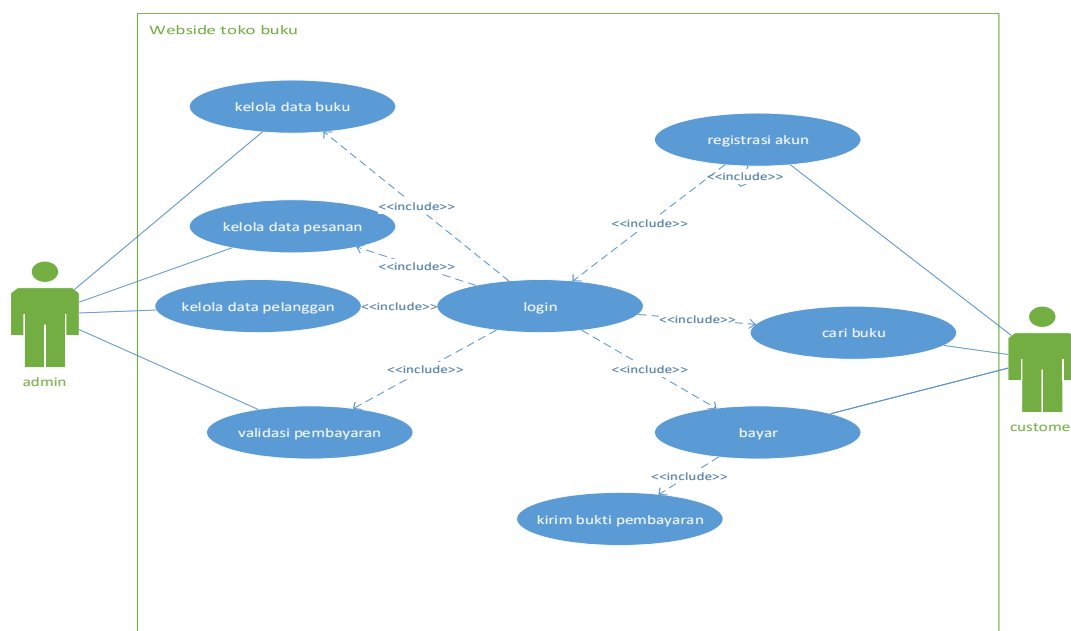 Webside toko buku
kelola data buku
registrasi akun
<<include>>
<<include>>
<<include>>
kelola data pesanan
<<include>>
kelola data pelanggan
<<include>>
login
<<include>>
cari buku
admin
<<include>>
<<include>>
custome
validasi pembayaran
bayar
<<include>>
kirim bukti pembayaran